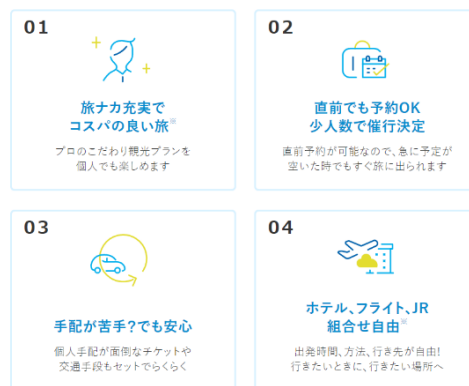 01
旅ナカ充実で
コスパの良い旅※
プロのこだわり観光プランを
個人でも楽しめます
02
直前でも予約OK
少人数で催行決定
直前予約が可能なので、急に予定が
空いた時でもすぐ旅に出られます
03
手配が苦手?でも安心
個人手配が面倒なチケットや
交通手段もセットでらくらく
04
ホテル、フライト、JR
組合せ自由※
出発時間、方法、行き先が自由!
行きたいときに、行きたい場所へ